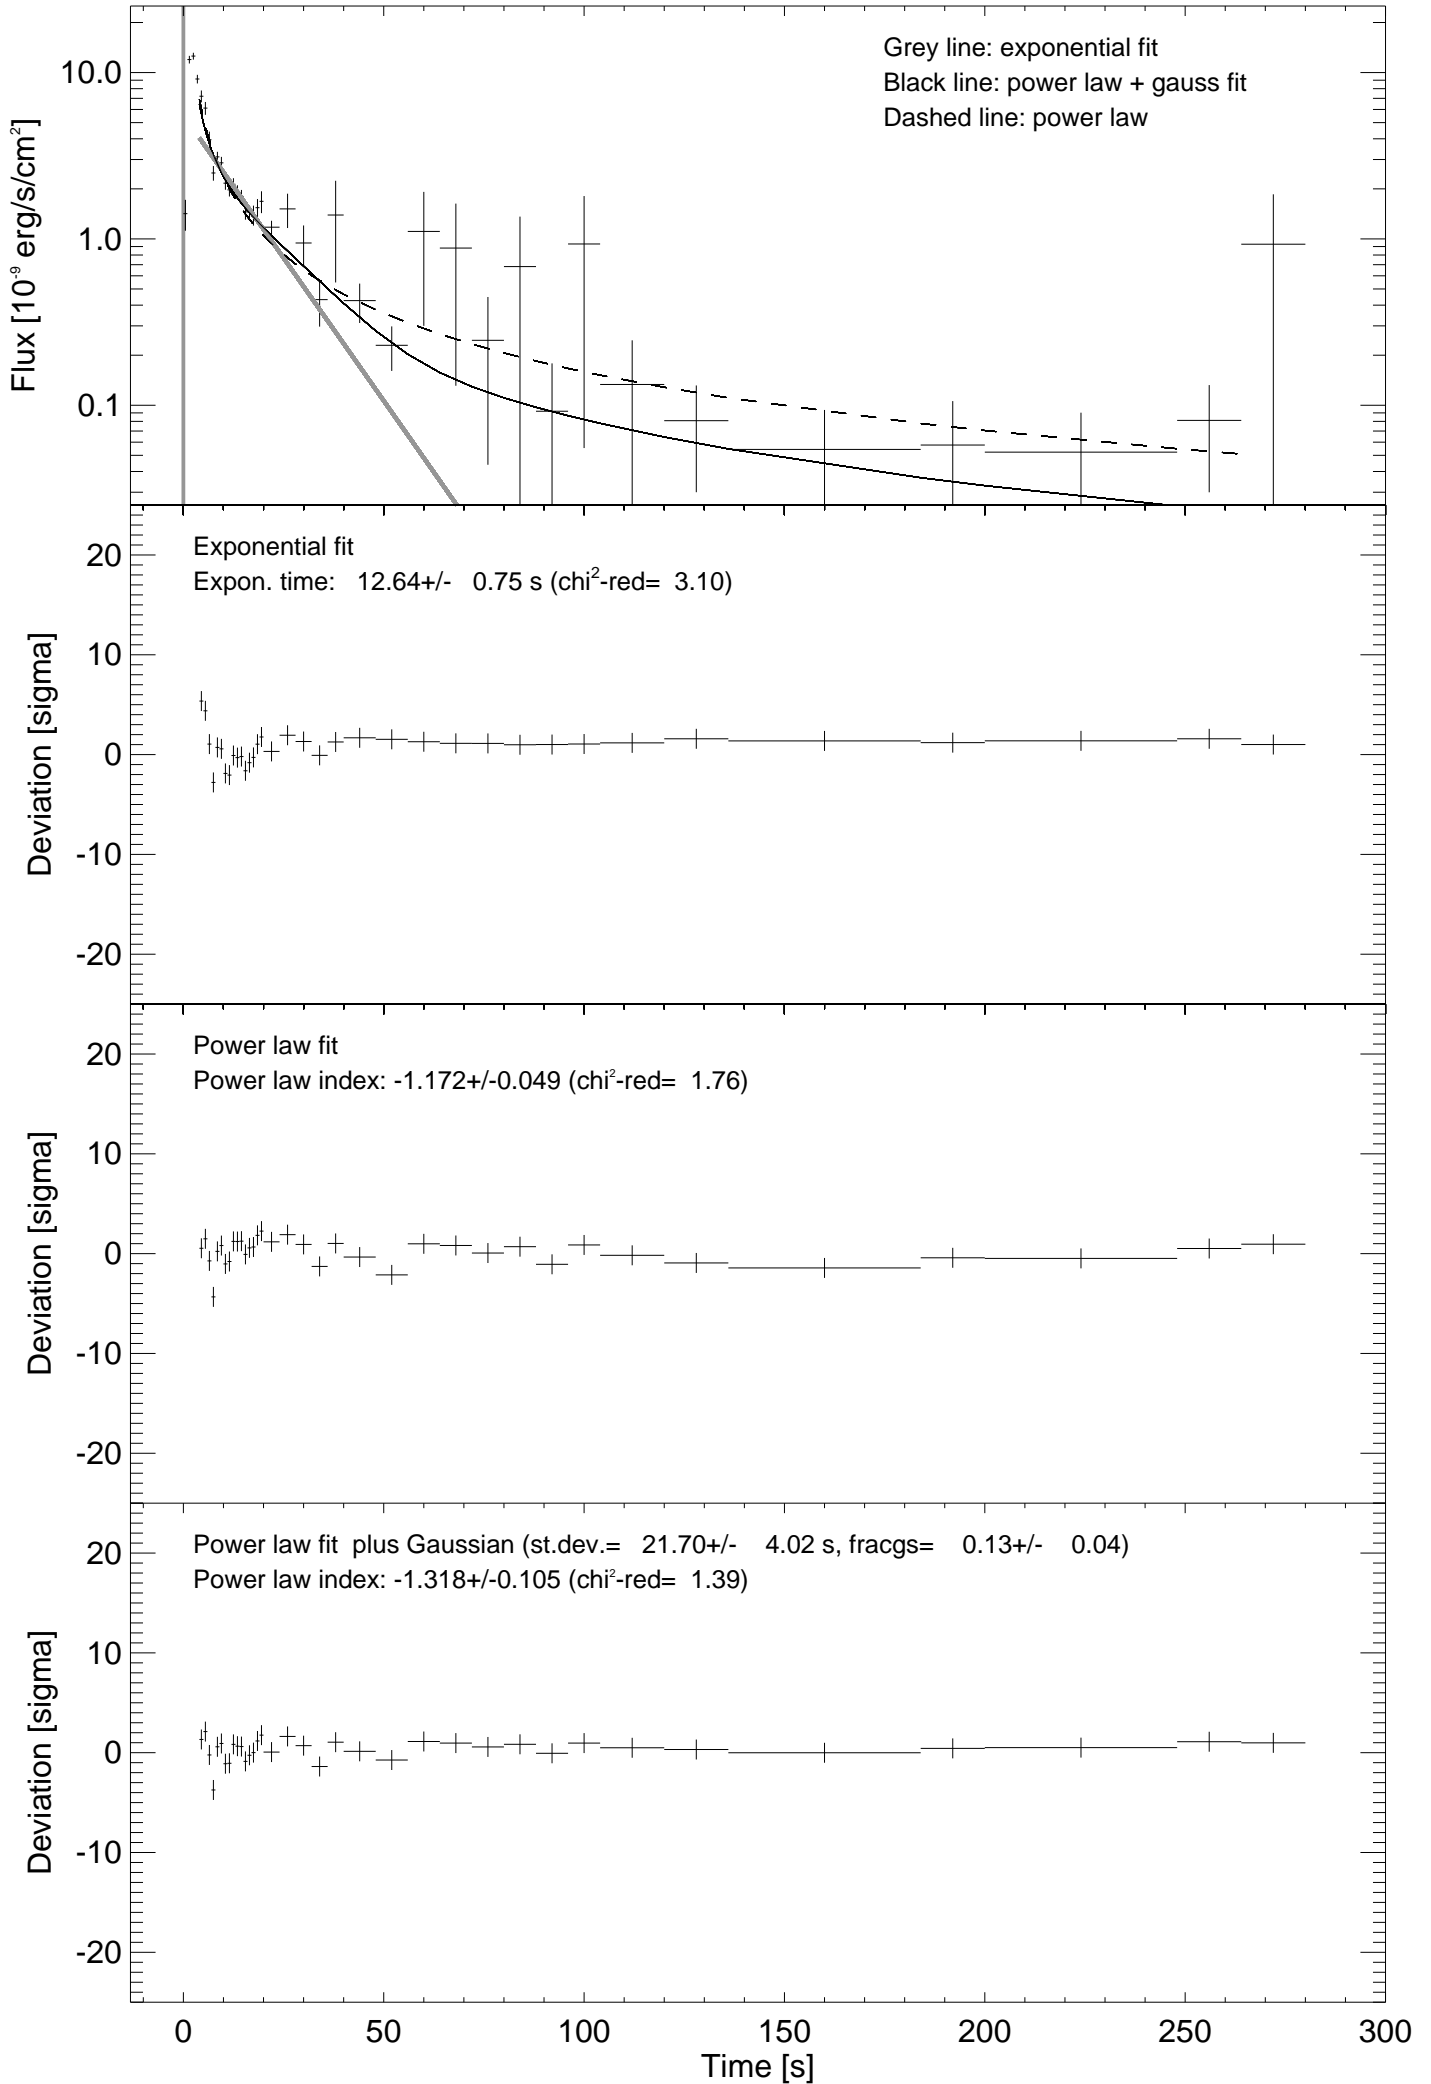 Grey line: exponential fit
Black line: power law + gauss fit
Dashed line: power law
Flux [10⁻⁹ erg/s/cm²]
10.0
1.0
0.1
Exponential fit
Expon. time: 12.64+/- 0.75 s (chi²-red= 3.10)
Deviation [sigma]
20
10
0
-10
-20
Power law fit
Power law index: -1.172+/-0.049 (chi²-red= 1.76)
Deviation [sigma]
20
10
0
-10
-20
Power law fit plus Gaussian (st.dev.= 21.70+/- 4.02 s, fracgs= 0.13+/- 0.04)
Power law index: -1.318+/-0.105 (chi²-red= 1.39)
Deviation [sigma]
20
10
0
-10
-20
0 50 100 150 200 250 300
Time [s]